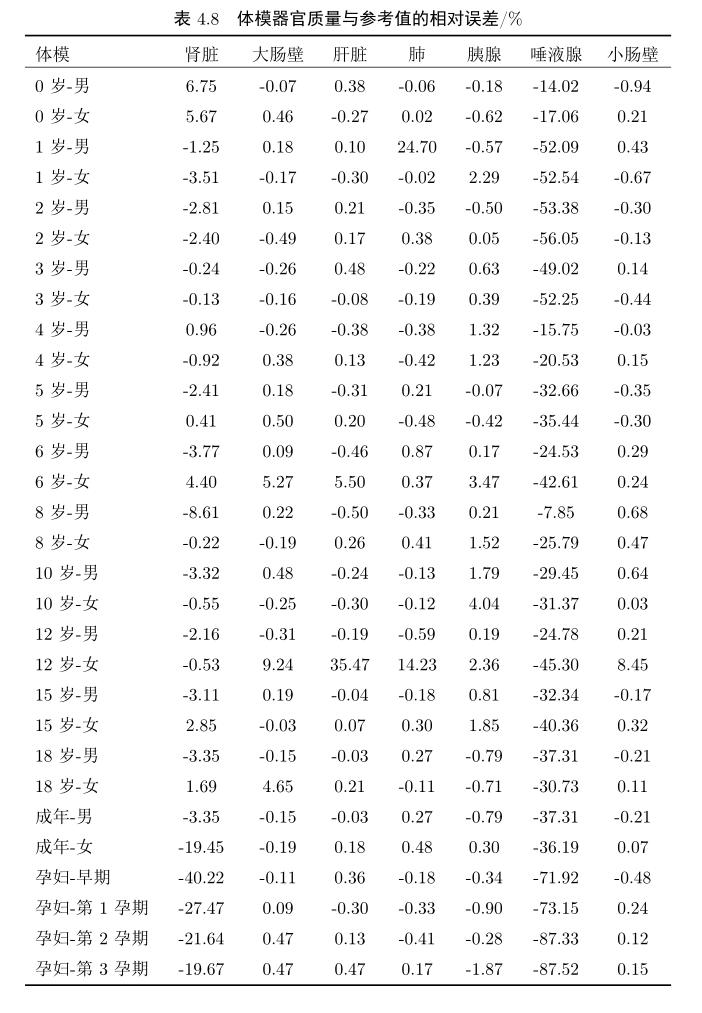 表 4.8 体模器官质量与参考值的相对误差/%
体模 肾脏 大肠壁 肝脏 肺 胰腺 唾液腺 小肠壁
0 岁-男 6.75 -0.07 0.38 -0.06 -0.18 -14.02 -0.94
0 岁-女 5.67 0.46 -0.27 0.02 -0.62 -17.06 0.21
1 岁-男 -1.25 0.18 0.10 24.70 -0.57 -52.09 0.43
1 岁-女 -3.51 -0.17 -0.30 -0.02 2.29 -52.54 -0.67
2 岁-男 -2.81 0.15 0.21 -0.35 -0.50 -53.38 -0.30
2 岁-女 -2.40 -0.49 0.17 0.38 0.05 -56.05 -0.13
3 岁-男 -0.24 -0.26 0.48 -0.22 0.63 -49.02 0.14
3 岁-女 -0.13 -0.16 -0.08 -0.19 0.39 -52.25 -0.44
4 岁-男 0.96 -0.26 -0.38 -0.38 1.32 -15.75 -0.03
4 岁-女 -0.92 0.38 0.13 -0.42 1.23 -20.53 0.15
5 岁-男 -2.41 0.18 -0.31 0.21 -0.07 -32.66 -0.35
5 岁-女 0.41 0.50 0.20 -0.48 -0.42 -35.44 -0.30
6 岁-男 -3.77 0.09 -0.46 0.87 0.17 -24.53 0.29
6 岁-女 4.40 5.27 5.50 0.37 3.47 -42.61 0.24
8 岁-男 -8.61 0.22 -0.50 -0.33 0.21 -7.85 0.68
8 岁-女 -0.22 -0.19 0.26 0.41 1.52 -25.79 0.47
10 岁-男 -3.32 0.48 -0.24 -0.13 1.79 -29.45 0.64
10 岁-女 -0.55 -0.25 -0.30 -0.12 4.04 -31.37 0.03
12 岁-男 -2.16 -0.31 -0.19 -0.59 0.19 -24.78 0.21
12 岁-女 -0.53 9.24 35.47 14.23 2.36 -45.30 8.45
15 岁-男 -3.11 0.19 -0.04 -0.18 0.81 -32.34 -0.17
15 岁-女 2.85 -0.03 0.07 0.30 1.85 -40.36 0.32
18 岁-男 -3.35 -0.15 -0.03 0.27 -0.79 -37.31 -0.21
18 岁-女 1.69 4.65 0.21 -0.11 -0.71 -30.73 0.11
成年-男 -3.35 -0.15 -0.03 0.27 -0.79 -37.31 -0.21
成年-女 -19.45 -0.19 0.18 0.48 0.30 -36.19 0.07
孕妇-早期 -40.22 -0.11 0.36 -0.18 -0.34 -71.92 -0.48
孕妇-第 1 孕期 -27.47 0.09 -0.30 -0.33 -0.90 -73.15 0.24
孕妇-第 2 孕期 -21.64 0.47 0.13 -0.41 -0.28 -87.33 0.12
孕妇-第 3 孕期 -19.67 0.47 0.47 0.17 -1.87 -87.52 0.15